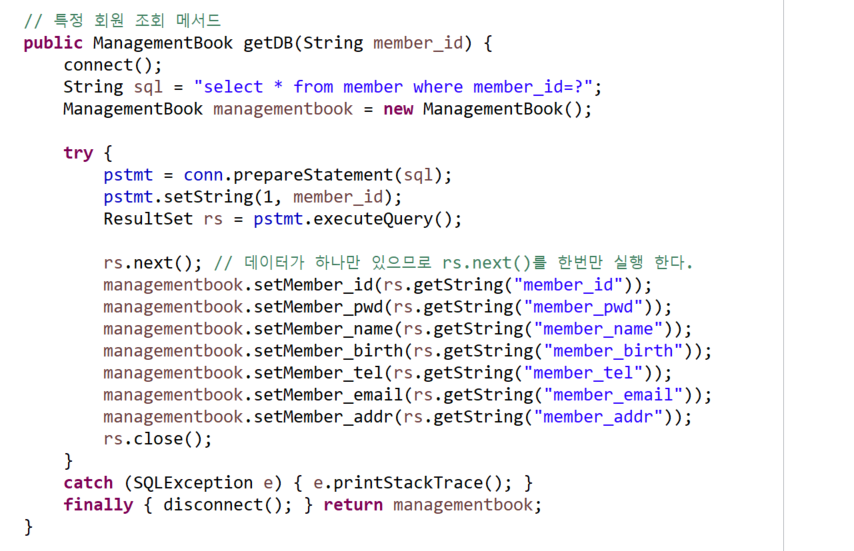 // 특정 회원 조회 메서드
public ManagementBook getDB(String member_id) {
connect();
String sql = "select * from member where member_id=?";
ManagementBook managementbook = new ManagementBook();
try {
pstmt = conn.prepareStatement(sql);
pstmt.setString(1, member_id);
ResultSet rs = pstmt.executeQuery();
rs.next(); // 데이터가 하나만 있으므로 rs.next()를 한번만 실행 한다.
managementbook.setMember_id(rs.getString("member_id"));
managementbook.setMember_pwd(rs.getString("member_pwd"));
managementbook.setMember_name(rs.getString("member_name"));
managementbook.setMember_birth(rs.getString("member_birth"));
managementbook.setMember_tel(rs.getString("member_tel"));
managementbook.setMember_email(rs.getString("member_email"));
managementbook.setMember_addr(rs.getString("member_addr"));
rs.close();
}
catch (SQLException e) { e.printStackTrace(); }
finally { disconnect(); } return managementbook;
}